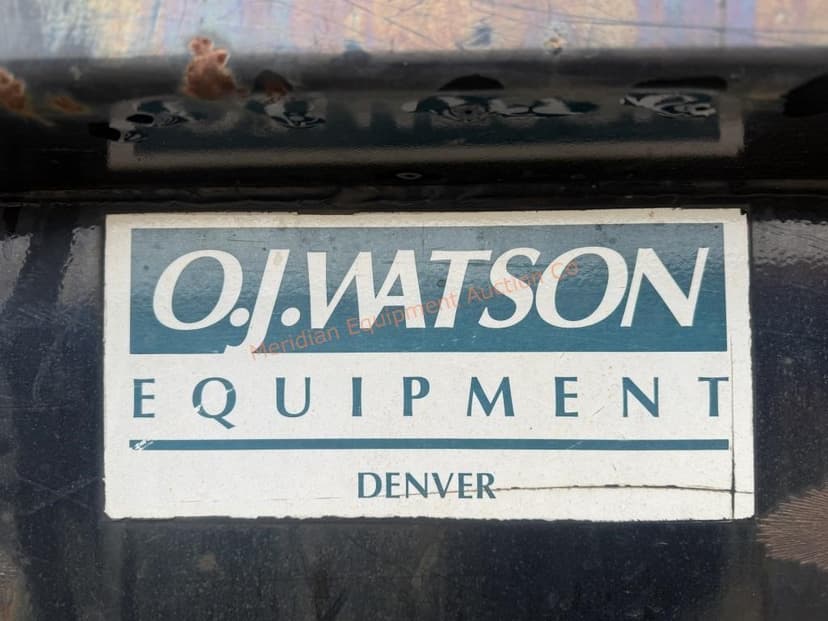 O.J.WATSON
Meridian Equipment Auction Co
EQUIPMENT
DENVER